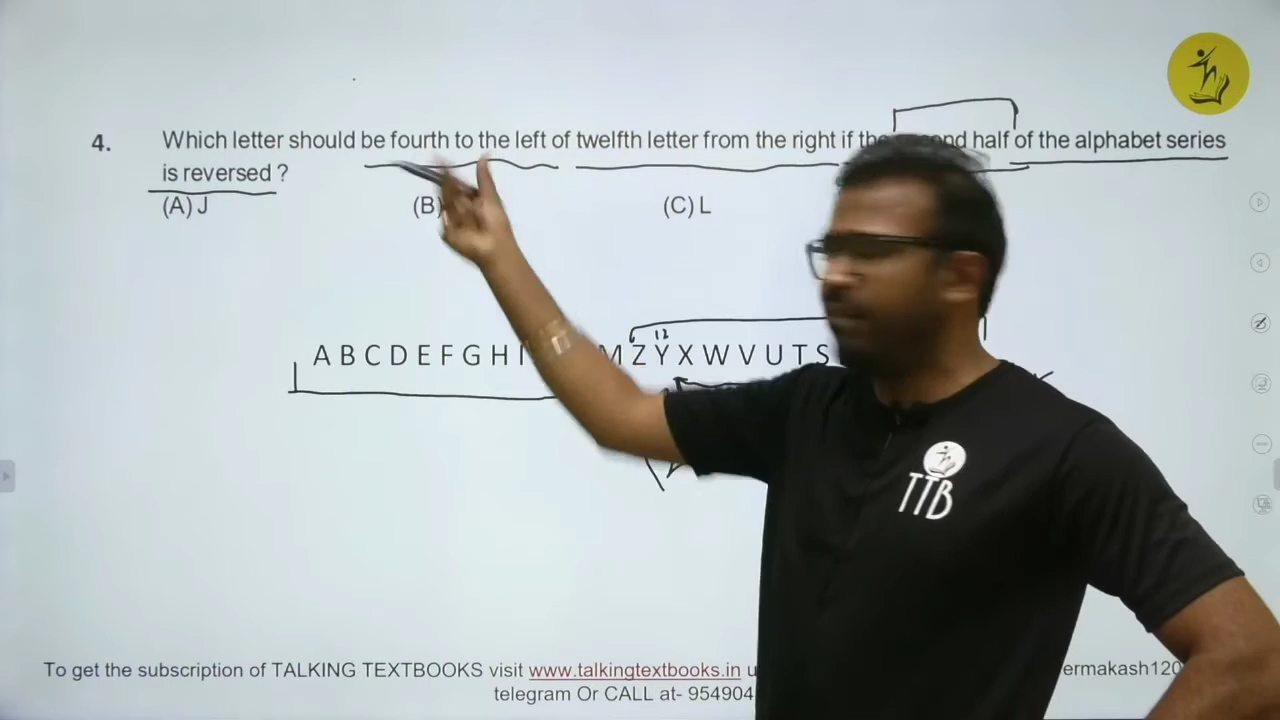 4. Which letter should be fourth to the left of twelfth letter from the right if the half of the alphabet series
is reversed ?
(A) J (B) (C) L
12
A B C D E F G H I M Z Y X W V U T S
TTB
To get the subscription of TALKING TEXTBOOKS visit www.talkingtextbooks.in
telegram Or CALL at- 954904